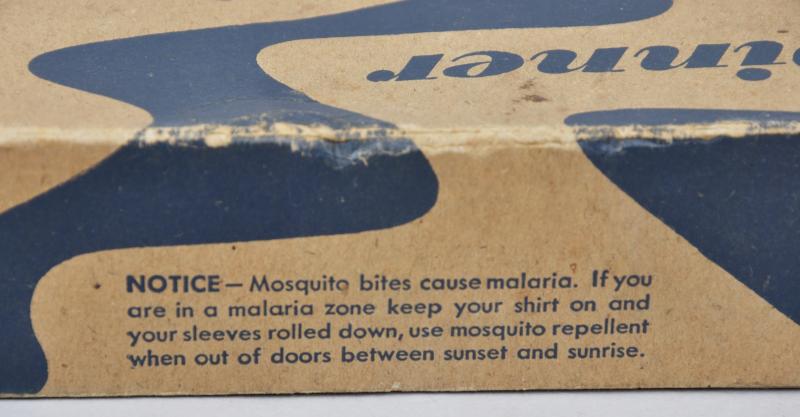 inner
NOTICE — Mosquito bites cause malaria. If you
are in a malaria zone keep your shirt on and
your sleeves rolled down, use mosquito repellent
when out of doors between sunset and sunrise.